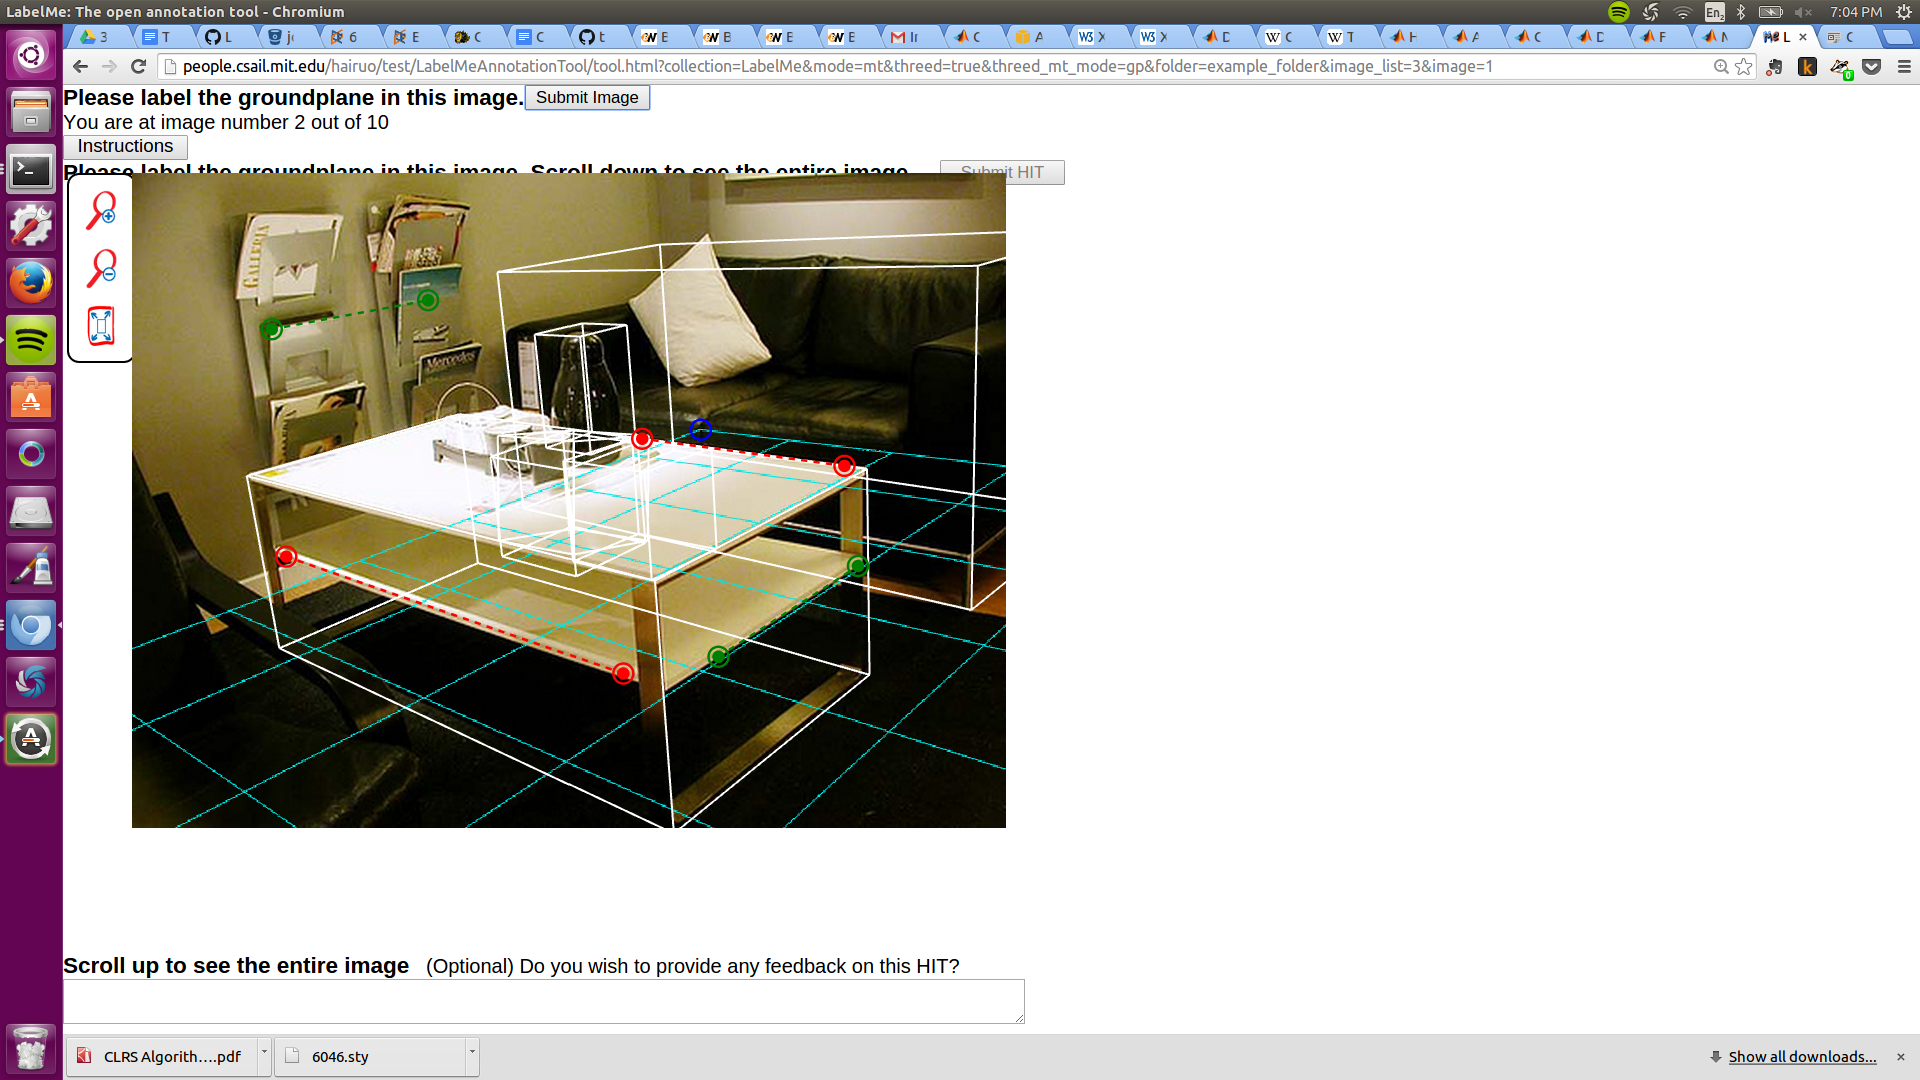 LabelMe: The open annotation tool - Chromium
En2
7:04 PM
3 T L j 6 E C C t E B E E Ir C A X X D C T H A C D F N L × C
people.csail.mit.edu/hairuo/test/LabelMeAnnotationTool/tool.html?collection=LabelMe&mode=mt&threed=true&threed_mt_mode=gp&folder=example_folder&image_list=3&image=1
Please label the groundplane in this image. Submit Image
You are at image number 2 out of 10
Instructions
Please label the groundplane in this image. Scroll down to see the entire image. Submit HIT
GALLERIA
Mercedes
Scroll up to see the entire image (Optional) Do you wish to provide any feedback on this HIT?
CLRS Algorith....pdf
6046.sty
Show all downloads...